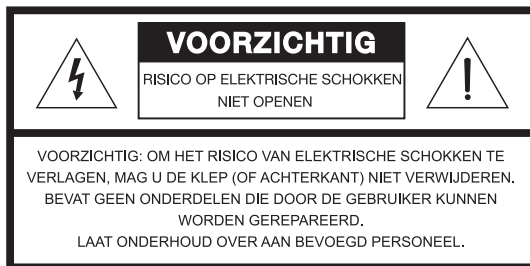 VOORZICHTIG
RISICO OP ELEKTRISCHE SCHOKKEN
NIET OPENEN
VOORZICHTIG: OM HET RISICO VAN ELEKTRISCHE SCHOKKEN TE
VERLAGEN, MAG U DE KLEP (OF ACHTERKANT) NIET VERWIJDEREN.
BEVAT GEEN ONDERDELEN DIE DOOR DE GEBRUIKER KUNNEN
WORDEN GEREPAREERD.
LAAT ONDERHOUD OVER AAN BEVOEGD PERSONEEL.